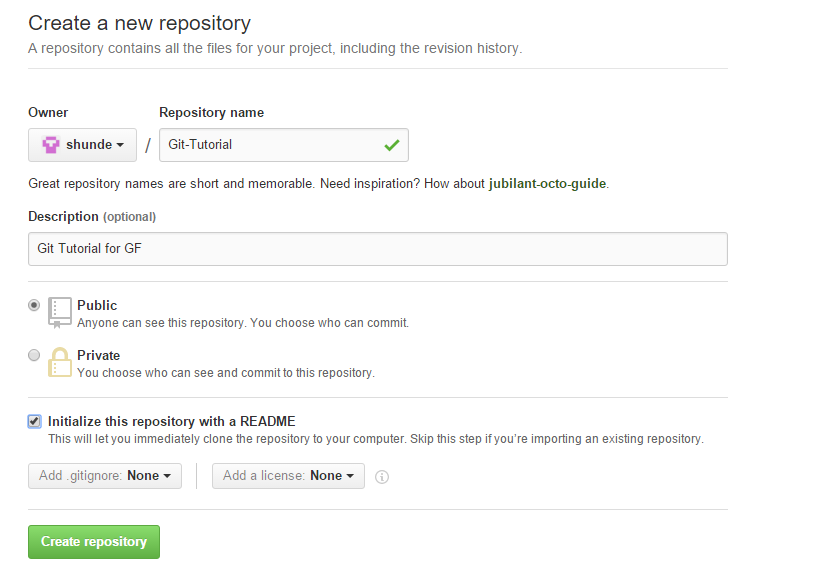 Create a new repository
A repository contains all the files for your project, including the revision history.
Owner Repository name
shunde / Git-Tutorial
Great repository names are short and memorable. Need inspiration? How about jubilant-octo-guide.
Description (optional)
Git Tutorial for GF
Public
Anyone can see this repository. You choose who can commit.
Private
You choose who can see and commit to this repository.
Initialize this repository with a README
This will let you immediately clone the repository to your computer. Skip this step if you’re importing an existing repository.
Add .gitignore: None Add a license: None
Create repository